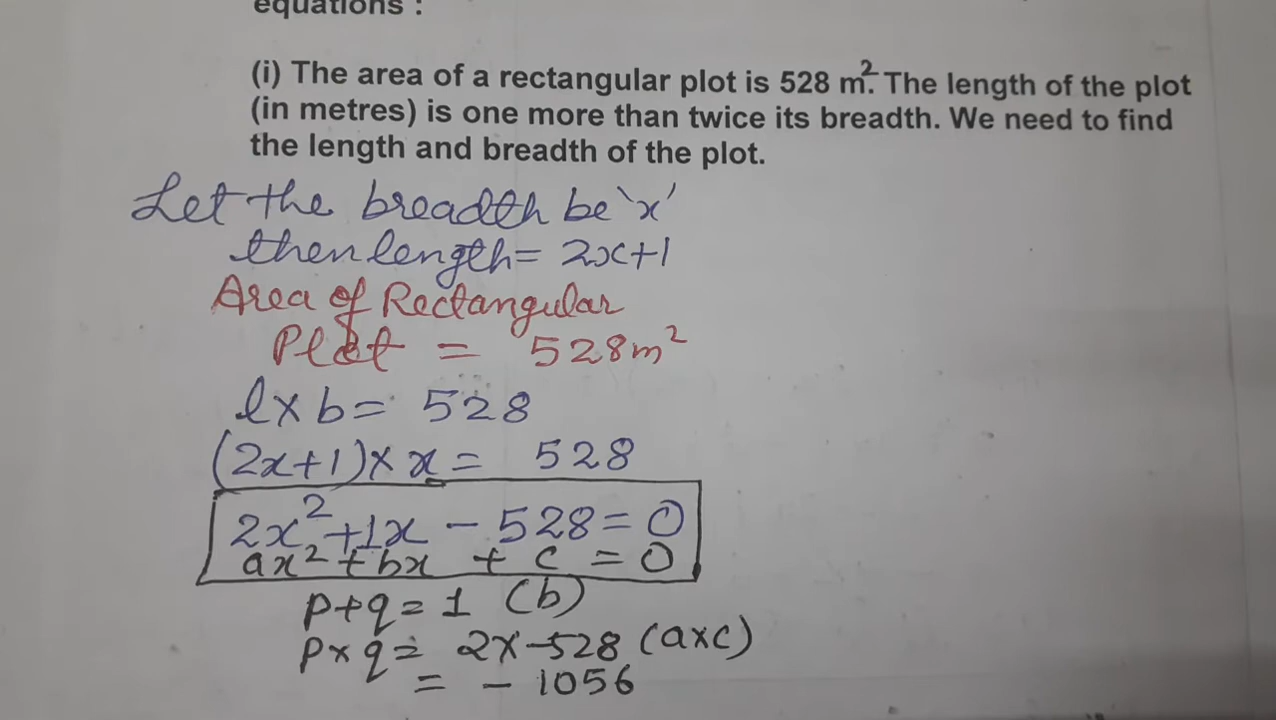 equations :
(i) The area of a rectangular plot is 528 m². The length of the plot
(in metres) is one more than twice its breadth. We need to find
the length and breadth of the plot.
Let the breadth be 'x'
then length = 2x+1
Area of Rectangular
Plot = 528m²
l×b = 528
(2x+1)×x = 528
2x²+1x - 528 = 0
ax²+bx + c = 0
p+q = 1 (b)
p×q = 2×-528 (a×c)
= - 1056